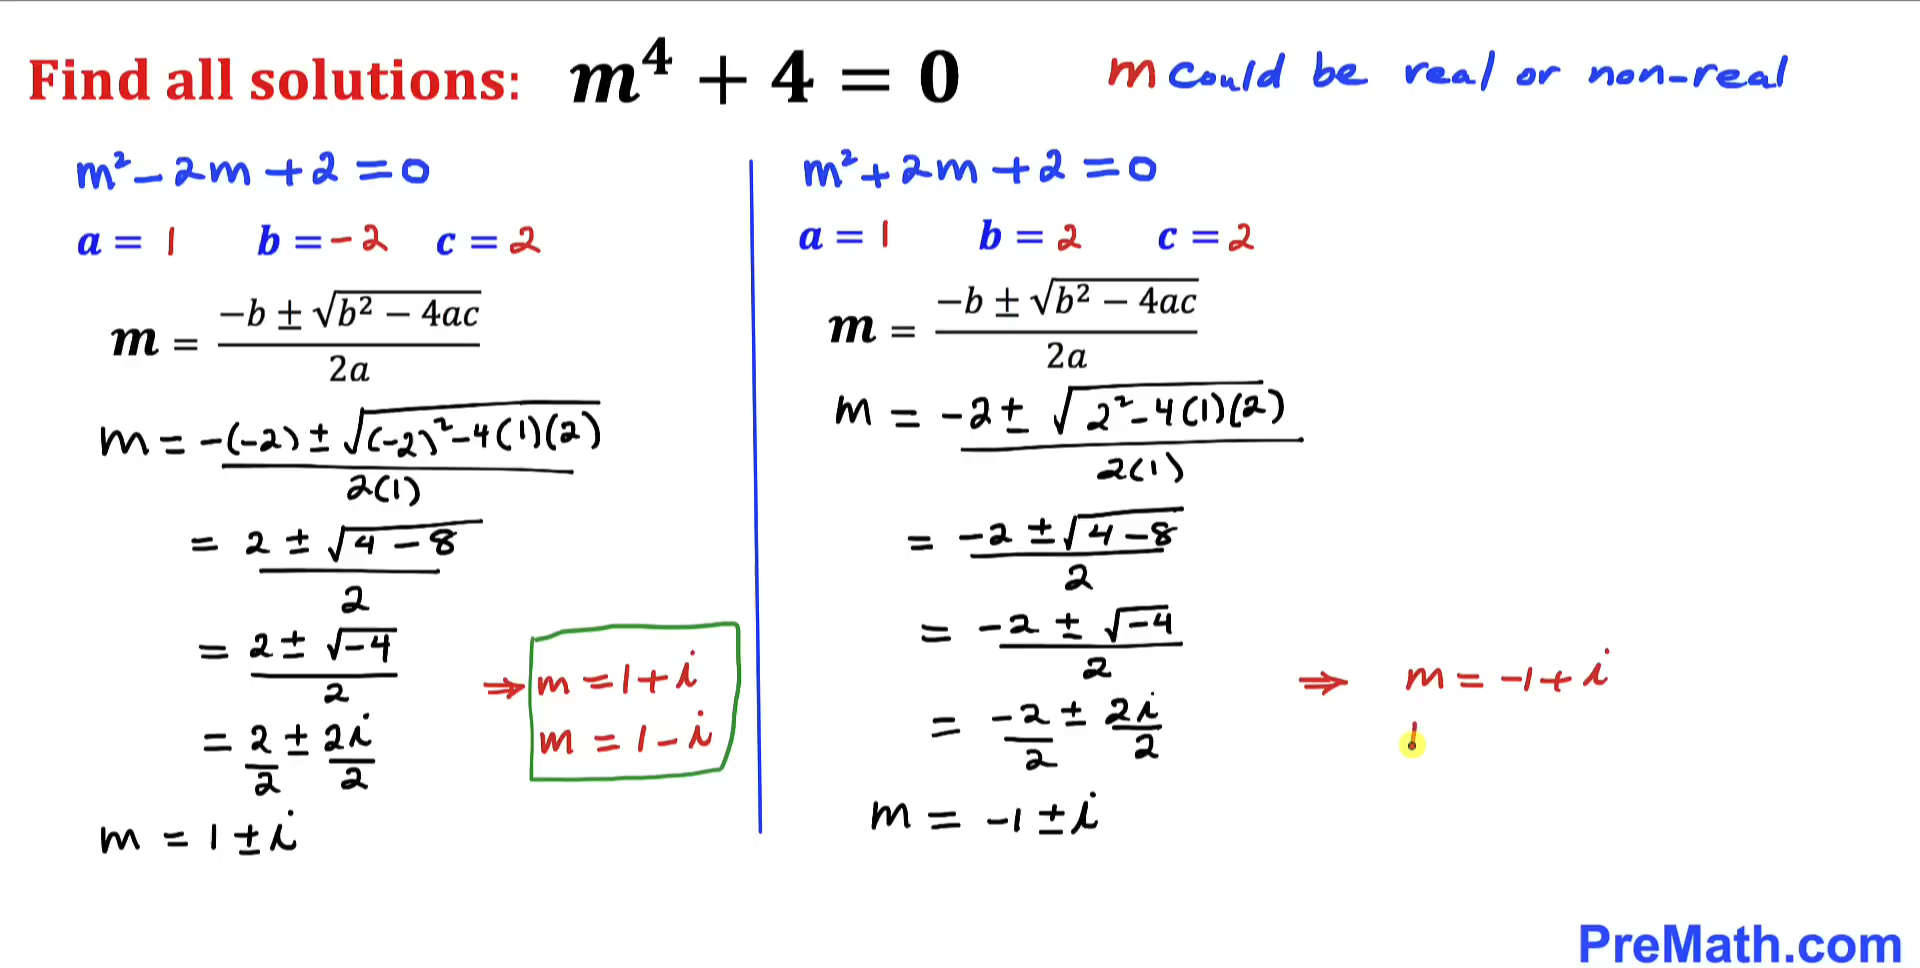 Find all solutions: m⁴ + 4 = 0
m could be real or non-real
m² - 2m + 2 = 0
a = 1 b = -2 c = 2
m = (-b ± √(b² - 4ac)) / 2a
m = (-(-2) ± √((-2)² - 4(1)(2))) / 2(1)
= (2 ± √(4 - 8)) / 2
= (2 ± √-4) / 2
= 2/2 ± 2i/2
m = 1 ± i
⇒ m = 1 + i
m = 1 - i
m² + 2m + 2 = 0
a = 1 b = 2 c = 2
m = (-b ± √(b² - 4ac)) / 2a
m = (-2 ± √(2² - 4(1)(2))) / 2(1)
= (-2 ± √(4 - 8)) / 2
= (-2 ± √-4) / 2
= -2/2 ± 2i/2
m = -1 ± i
⇒ m = -1 + i
PreMath.com